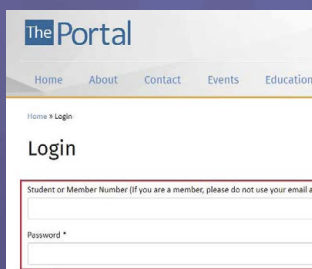 The Portal
Home About Contact Events Education
Home » Login
Login
Student or Member Number (If you are a member, please do not use your email a
Password *